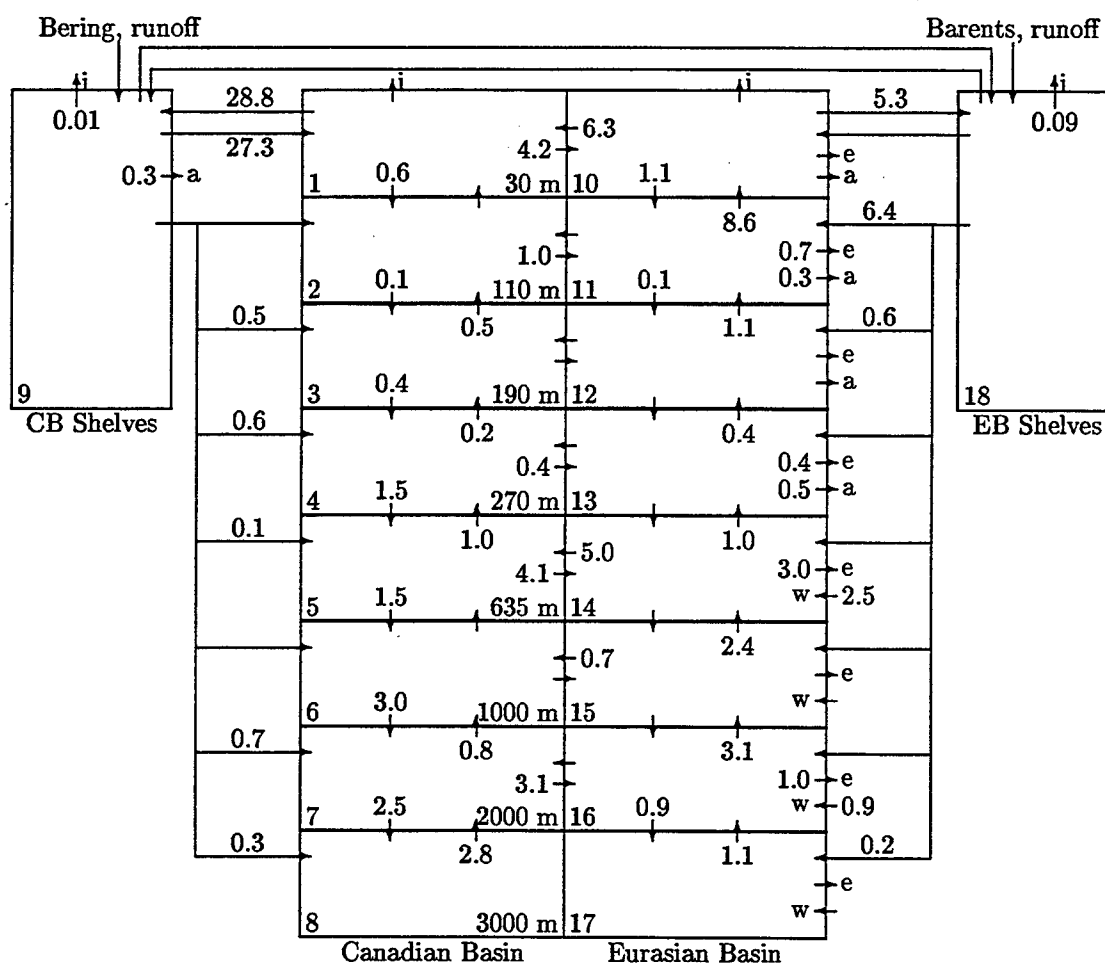 Bering, runoff Barents, runoff
i i i i
0.01 28.8 5.3 0.09
6.3
27.3 4.2 e
0.3 a 0.6 1.1 a
1 30 m 10
8.6 6.4
1.0 0.7 e
0.1 0.1 0.3 a
2 110 m 11
0.5 0.5 1.1 0.6
e
0.4 a
9 3 190 m 12 18
CB Shelves EB Shelves
0.6 0.2 0.4
0.4 0.4 e
1.5 0.5 a
4 270 m 13
0.1 1.0 1.0
5.0
4.1 3.0 e
1.5 w 2.5
5 635 m 14
2.4
0.7 e
3.0 w
6 1000 m 15
0.7 0.8 3.1
3.1 1.0 e
2.5 0.9 w 0.9
7 2000 m 16
0.3 2.8 1.1 0.2
e
w
8 3000 m 17
Canadian Basin Eurasian Basin